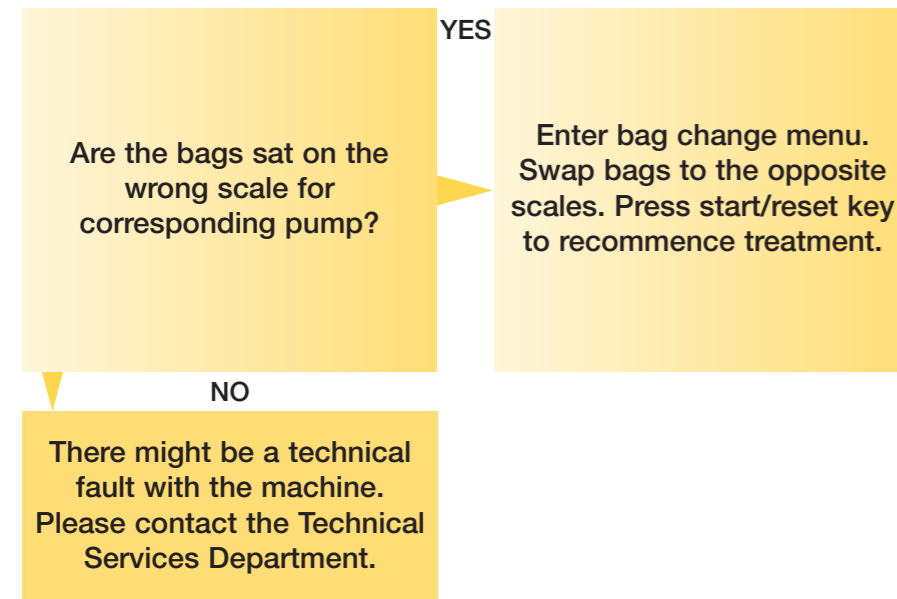 YES
Are the bags sat on the
wrong scale for
corresponding pump?
Enter bag change menu.
Swap bags to the opposite
scales. Press start/reset key
to recommence treatment.
NO
There might be a technical
fault with the machine.
Please contact the Technical
Services Department.